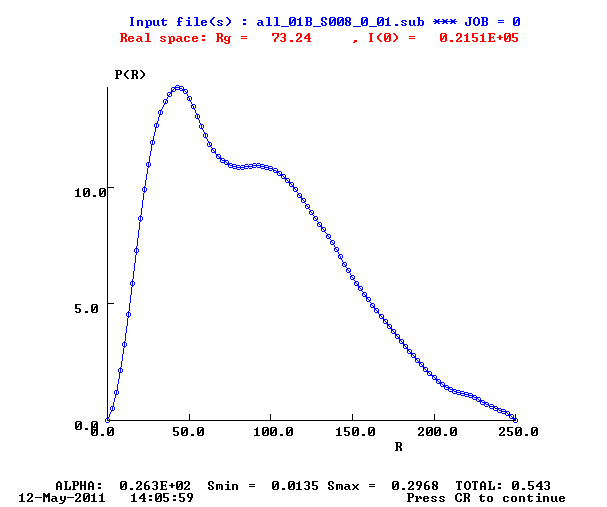 Input file(s) : all_01B_S008_0_01.sub *** JOB = 0
Real space: Rg = 73.24 , I(0) = 0.2151E+05
P(R)
10.0
5.0
0.0
0.0 50.0 100.0 150.0 200.0 250.0
R
ALPHA: 0.263E+02 Smin = 0.0135 Smax = 0.2968 TOTAL: 0.543
12-May-2011 14:05:59 Press CR to continue